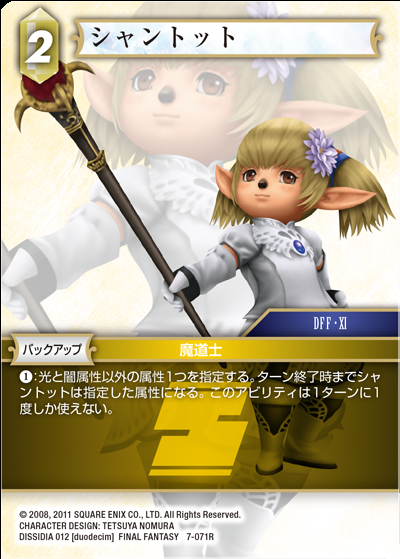 2
シャントット
DFF・XI
バックアップ
魔道士
❶:光と闇属性以外の属性1つを指定する。ターン終了時までシャ
ントットは指定した属性になる。このアビリティは1ターンに1
度しか使えない。
© 2008, 2011 SQUARE ENIX CO., LTD. All Rights Reserved.
CHARACTER DESIGN: TETSUYA NOMURA
DISSIDIA 012 [duodecim] FINAL FANTASY 7-071R